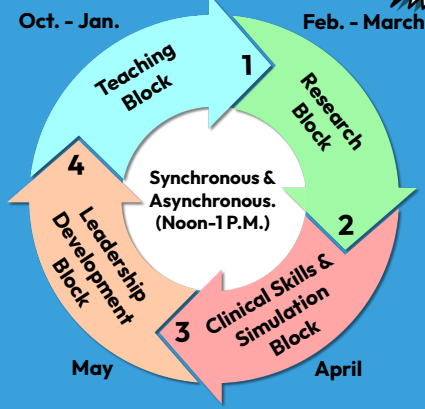 Oct. - Jan.
Feb. - March
Teaching
Block
1
Research
Block
2
Synchronous &
Asynchronous.
(Noon-1 P.M.)
Clinical Skills &
Simulation
Block
3
Leadership
Development
Block
4
May
April